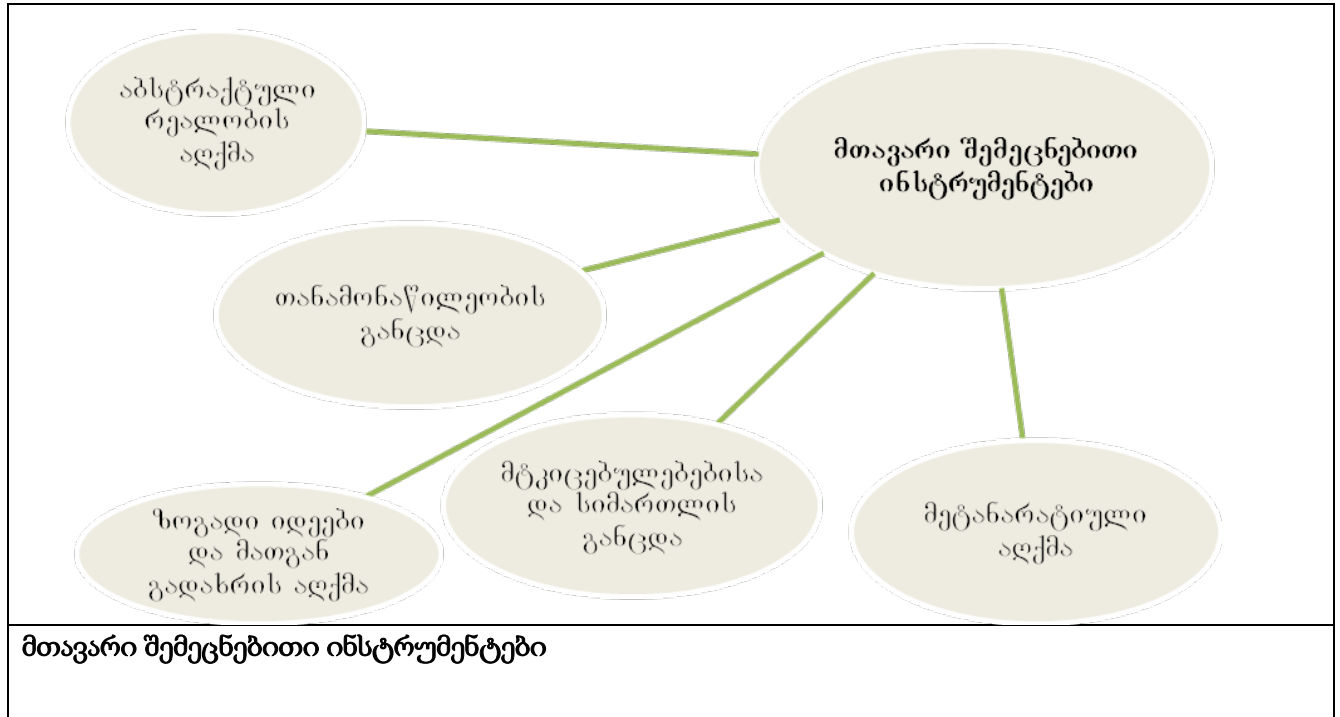 აბსტრაქტული
რეალობის
აღქმა
მთავარი შემეცნებითი
ინსტრუმენტები
თანამონაწილეობის
განცდა
მტკიცებულებებისა
და სიმართლის
განცდა
ზოგადი იდეები
და მათგან
გადახრის აღქმა
მეტანარატიული
აღქმა
მთავარი შემეცნებითი ინსტრუმენტები